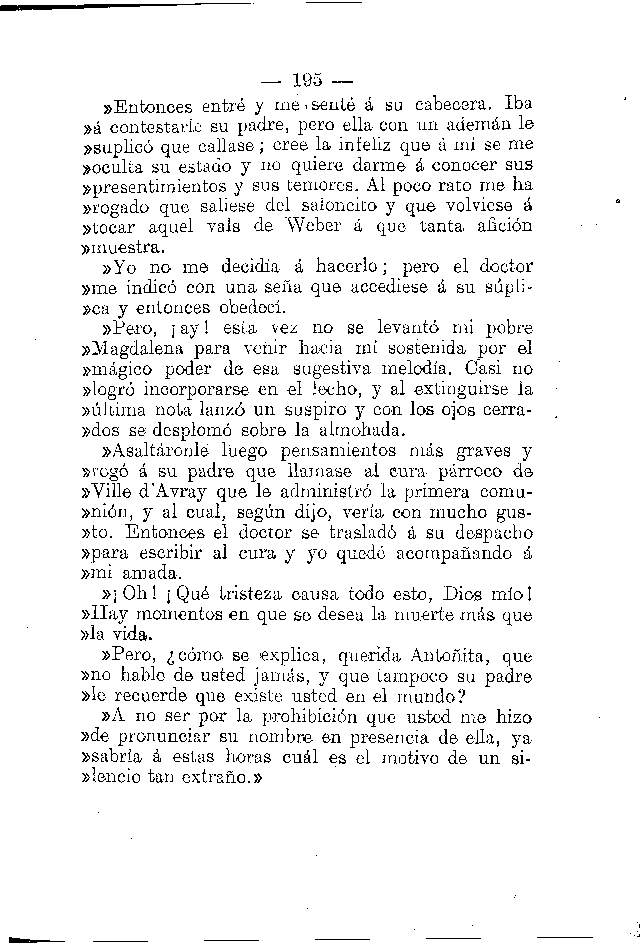 — 195 —
»Entonces entré y me senté á su cabecera. Iba
»á contestarle su padre, pero ella con un ademán le
»suplicó que callase; cree la infeliz que á mí se me
»oculta su estado y no quiere darme á conocer sus
»presentimientos y sus temores. Al poco rato me ha
»rogado que saliese del saloncito y que volviese á
»tocar aquel vals de Weber á que tanta afición
»muestra.
»Yo no me decidía á hacerlo; pero el doctor
»me indicó con una seña que accediese á su súpli-
»ca y entonces obedecí.
»Pero, ¡ay! esta vez no se levantó mi pobre
»Magdalena para venir hacia mí sostenida por el
»mágico poder de esa sugestiva melodía. Casi no
»logró incorporarse en el lecho, y al extinguirse la
»última nota lanzó un suspiro y con los ojos cerra-
»dos se desplomó sobre la almohada.
»Asaltáronle luego pensamientos más graves y
»rogó á su padre que llamase al cura párroco de
»Ville d'Avray que le administró la primera comu-
»nión, y al cual, según dijo, vería con mucho gus-
»to. Entonces el doctor se trasladó á su despacho
»para escribir al cura y yo quedé acompañando á
»mi amada.
»¡Oh! ¡Qué tristeza causa todo esto, Dios mío!
»Hay momentos en que se desea la muerte más que
»la vida.
»Pero, ¿cómo se explica, querida Antoñita, que
»no hable de usted jamás, y que tampoco su padre
»le recuerde que existe usted en el mundo?
»A no ser por la prohibición que usted me hizo
»de pronunciar su nombre en presencia de ella, ya
»sabría á estas horas cuál es el motivo de un si-
»lencio tan extraño.»